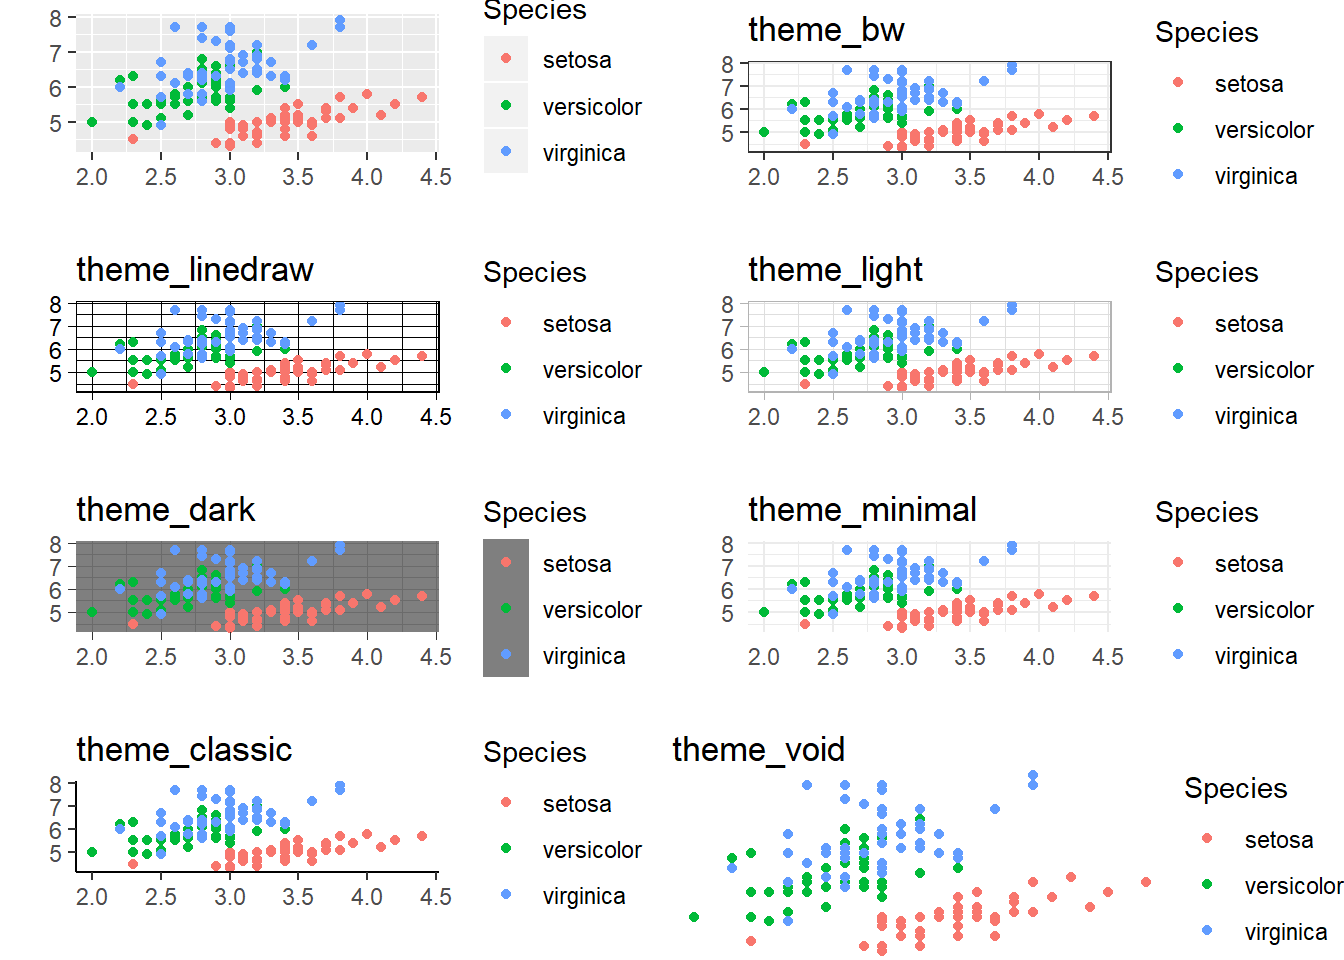 Species
8
7
6
5
2.0 2.5 3.0 3.5 4.0 4.5
setosa
versicolor
virginica
theme_bw
8
7
6
5
2.0 2.5 3.0 3.5 4.0 4.5
Species
setosa
versicolor
virginica
theme_linedraw
8
7
6
5
2.0 2.5 3.0 3.5 4.0 4.5
Species
setosa
versicolor
virginica
theme_light
8
7
6
5
2.0 2.5 3.0 3.5 4.0 4.5
Species
setosa
versicolor
virginica
theme_dark
8
7
6
5
2.0 2.5 3.0 3.5 4.0 4.5
Species
setosa
versicolor
virginica
theme_minimal
8
7
6
5
2.0 2.5 3.0 3.5 4.0 4.5
Species
setosa
versicolor
virginica
theme_classic
8
7
6
5
2.0 2.5 3.0 3.5 4.0 4.5
Species
setosa
versicolor
virginica
theme_void
Species
setosa
versicolor
virginica